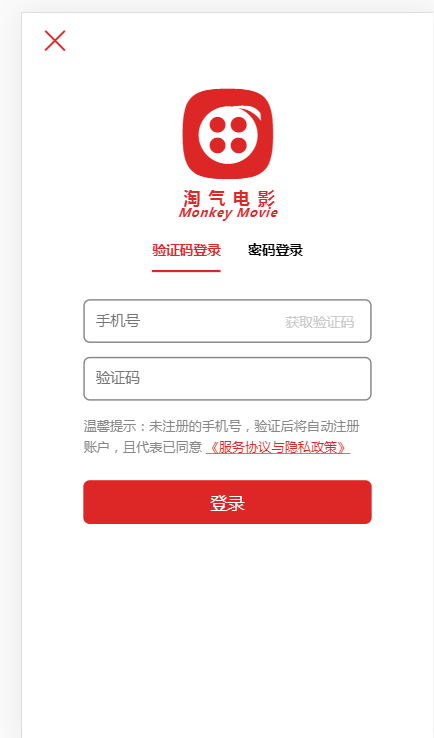 淘气电影
Monkey Movie
验证码登录 密码登录
手机号 获取验证码
验证码
温馨提示：未注册的手机号，验证后将自动注册
账户，且代表已同意《服务协议与隐私政策》
登录